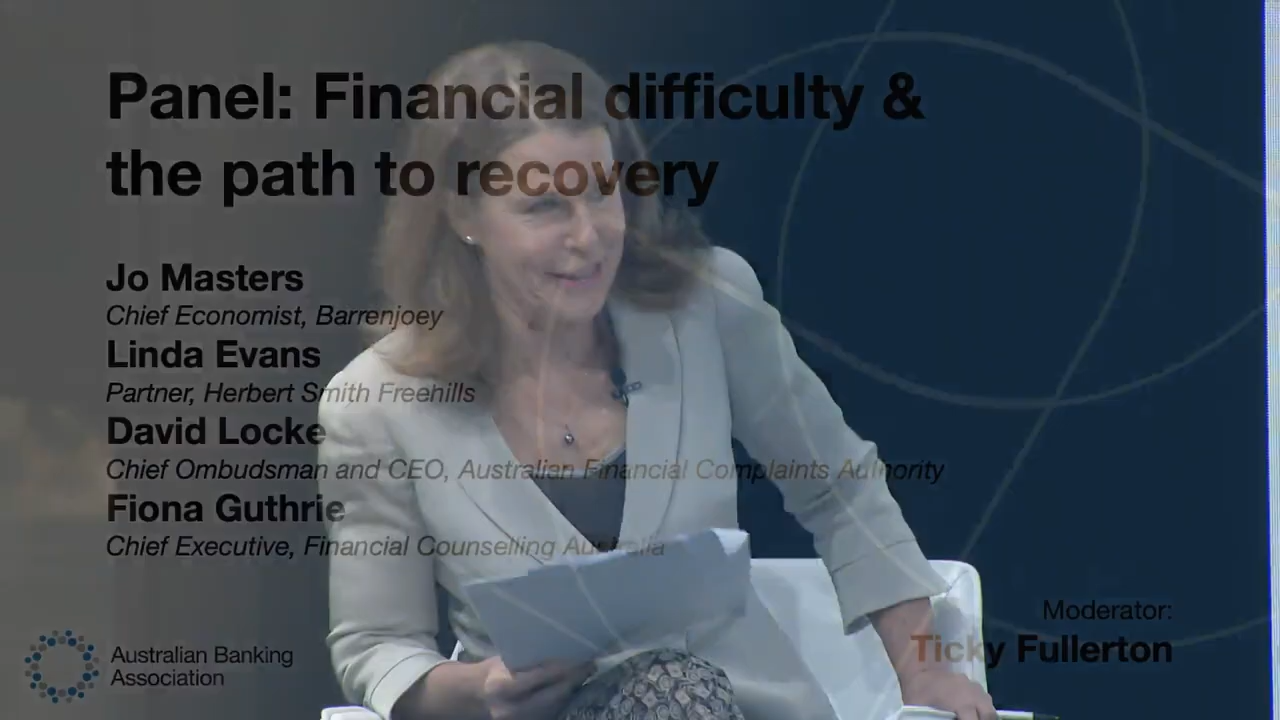 Panel: Financial difficulty &
the path to recovery
Jo Masters
Chief Economist, Barrenjoey
Linda Evans
Partner, Herbert Smith Freehills
David Locke
Chief Ombudsman and CEO, Australian Financial Complaints Authority
Fiona Guthrie
Chief Executive, Financial Counselling Australia
Moderator:
Ticky Fullerton
Australian Banking
Association